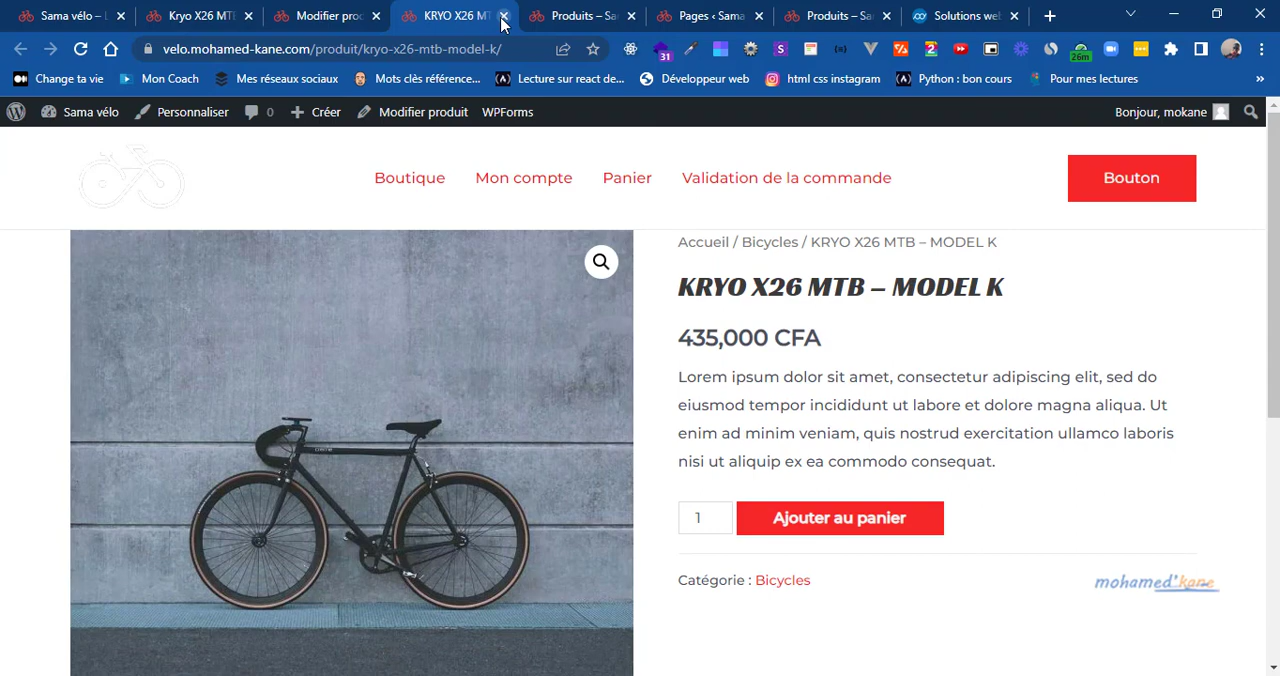 Sama vélo – L
Kryo X26 MTB
Modifier proc
KRYO X26 MT
Produits – Sa
Pages ‹ Sama
Produits – Sa
Solutions web
velo.mohamed-kane.com/produit/kryo-x26-mtb-model-k/
31
26m
Change ta vie
Mon Coach
Mes réseaux sociaux
Mots clés référence...
Lecture sur react de...
Développeur web
html css instagram
Python : bon cours
Pour mes lectures
»
Sama vélo
Personnaliser
0
Créer
Modifier produit
WPForms
Bonjour, mokane
Boutique
Mon compte
Panier
Validation de la commande
Bouton
Accueil / Bicycles / KRYO X26 MTB – MODEL K
KRYO X26 MTB – MODEL K
435,000 CFA
Lorem ipsum dolor sit amet, consectetur adipiscing elit, sed do
eiusmod tempor incididunt ut labore et dolore magna aliqua. Ut
enim ad minim veniam, quis nostrud exercitation ullamco laboris
nisi ut aliquip ex ea commodo consequat.
1
Ajouter au panier
Catégorie : Bicycles
mohamed'kane